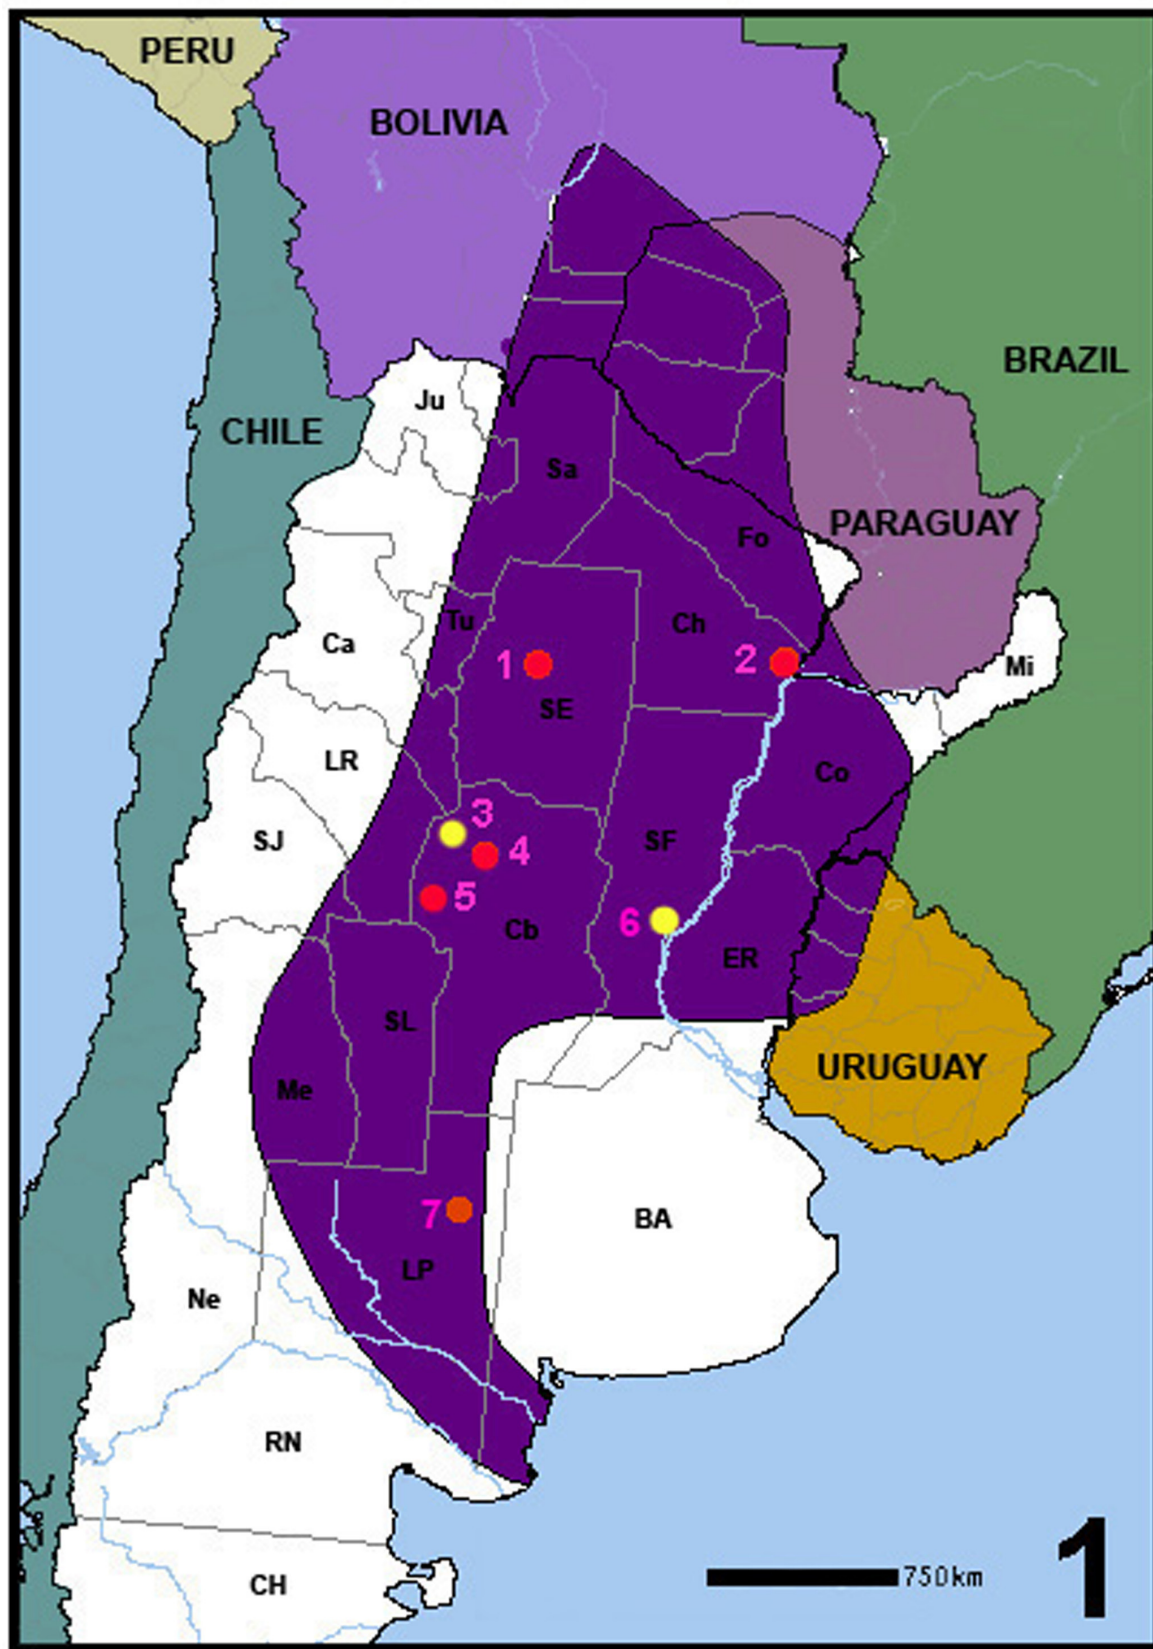 PERU
BOLIVIA
BRAZIL
Ju
CHILE
Sa
PARAGUAY
Fo
Tu
Ch
Ca
1
2
Mi
SE
LR
Co
3
SJ
4
SF
5
6
Cb
ER
SL
URUGUAY
Me
7
BA
LP
Ne
RN
1
750km
CH